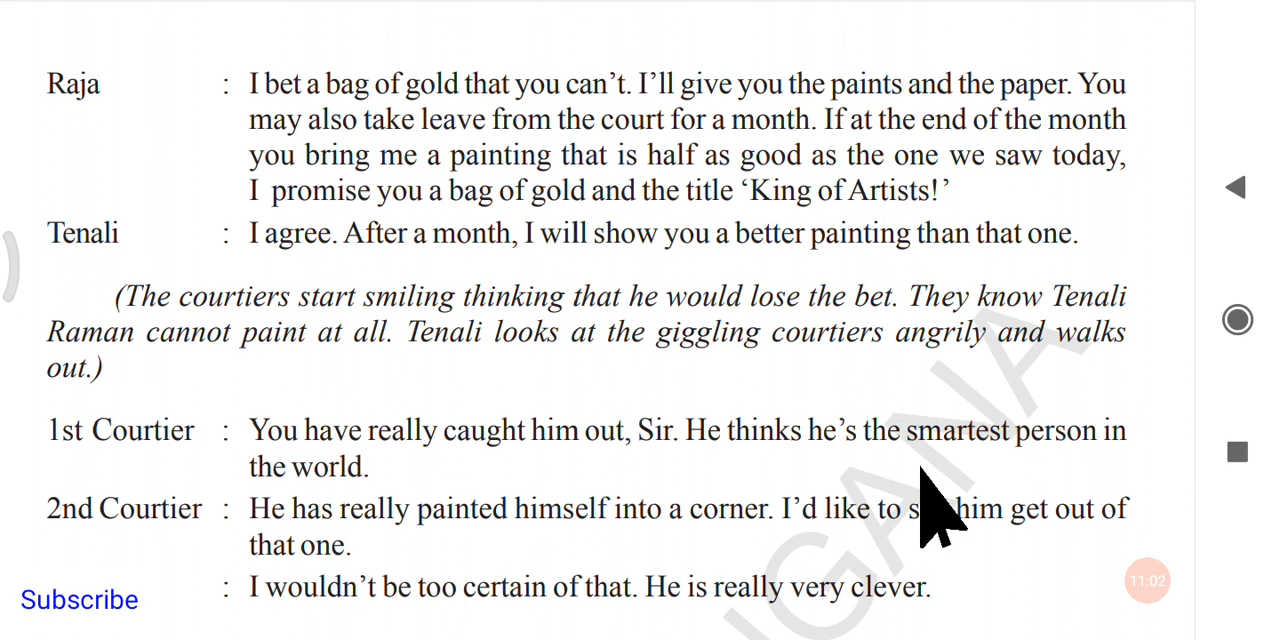 Raja : I bet a bag of gold that you can’t. I’ll give you the paints and the paper. You
may also take leave from the court for a month. If at the end of the month
you bring me a painting that is half as good as the one we saw today,
I promise you a bag of gold and the title ‘King of Artists!’
Tenali : I agree. After a month, I will show you a better painting than that one.
(The courtiers start smiling thinking that he would lose the bet. They know Tenali
Raman cannot paint at all. Tenali looks at the giggling courtiers angrily and walks
out.)
1st Courtier : You have really caught him out, Sir. He thinks he’s the smartest person in
the world.
2nd Courtier : He has really painted himself into a corner. I’d like to him get out of
that one.
: I wouldn’t be too certain of that. He is really very clever.
Subscribe
11:02
NGANA